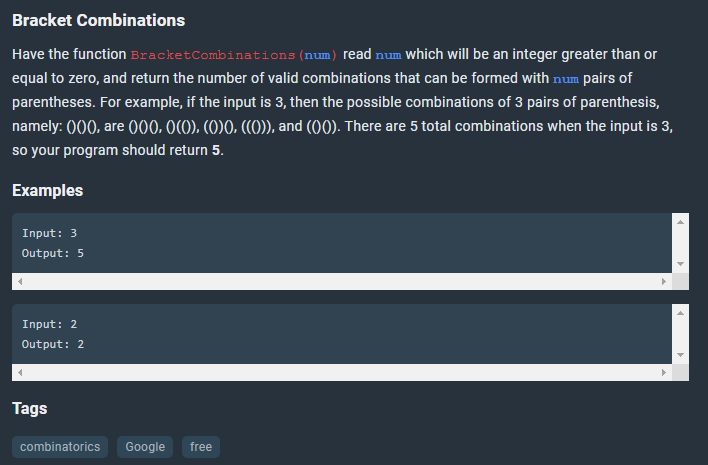 Bracket Combinations
Have the function BracketCombinations(num) read num which will be an integer greater than or
equal to zero, and return the number of valid combinations that can be formed with num pairs of
parentheses. For example, if the input is 3, then the possible combinations of 3 pairs of parenthesis,
namely: ()()(), are ()()(), ()(()), (())(), ((())), and (()()). There are 5 total combinations when the input is 3,
so your program should return 5.
Examples
Input: 3
Output: 5
Input: 2
Output: 2
Tags
combinatorics Google free